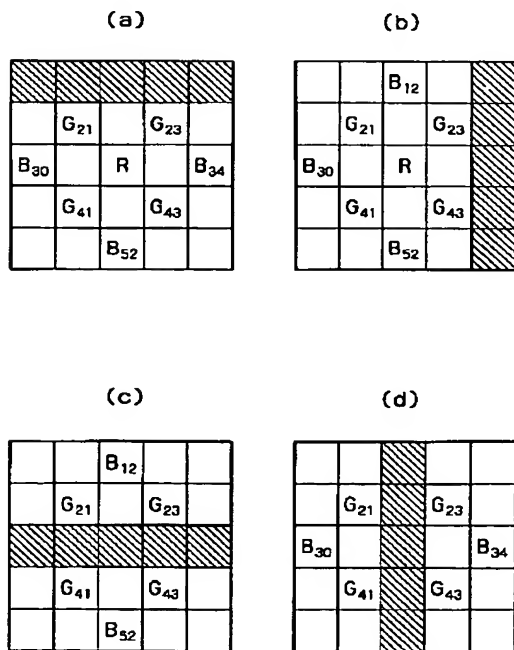 (a) (b)
B12
G21 G23 G21 G23
B30 R B34 B30 R
G41 G43 G41 G43
B52 B52
(c) (d)
B12
G21 G23 G21 G23
B30 B34
G41 G43 G41 G43
B52